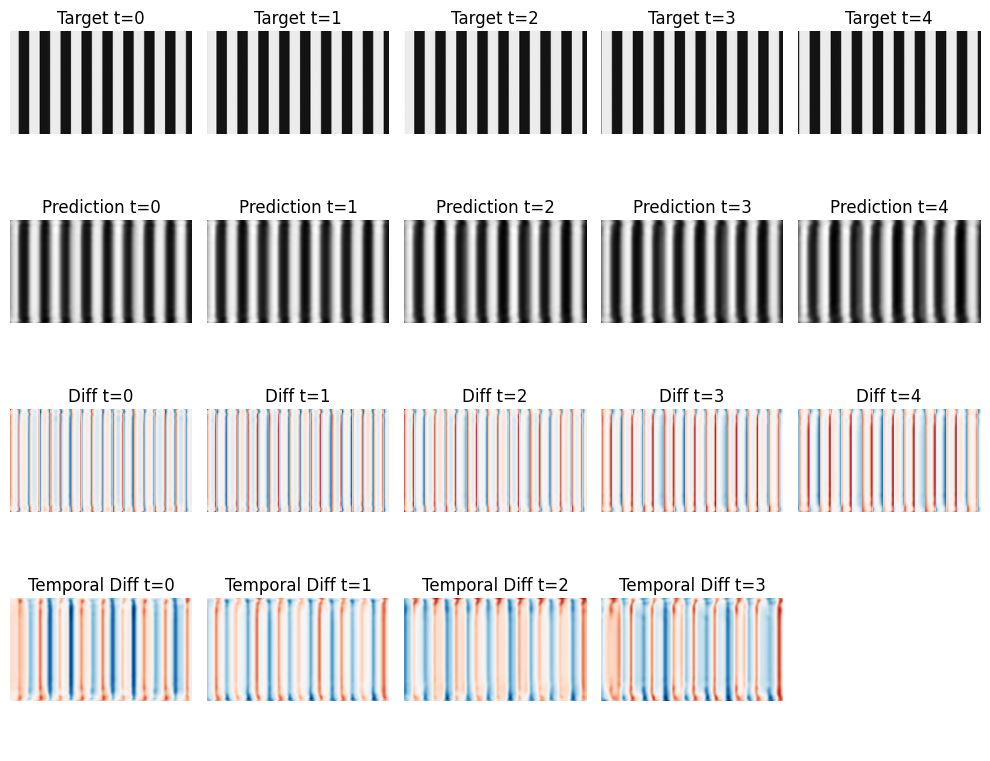 Target t=0 Target t=1 Target t=2 Target t=3 Target t=4
Prediction t=0 Prediction t=1 Prediction t=2 Prediction t=3 Prediction t=4
Diff t=0 Diff t=1 Diff t=2 Diff t=3 Diff t=4
Temporal Diff t=0 Temporal Diff t=1 Temporal Diff t=2 Temporal Diff t=3